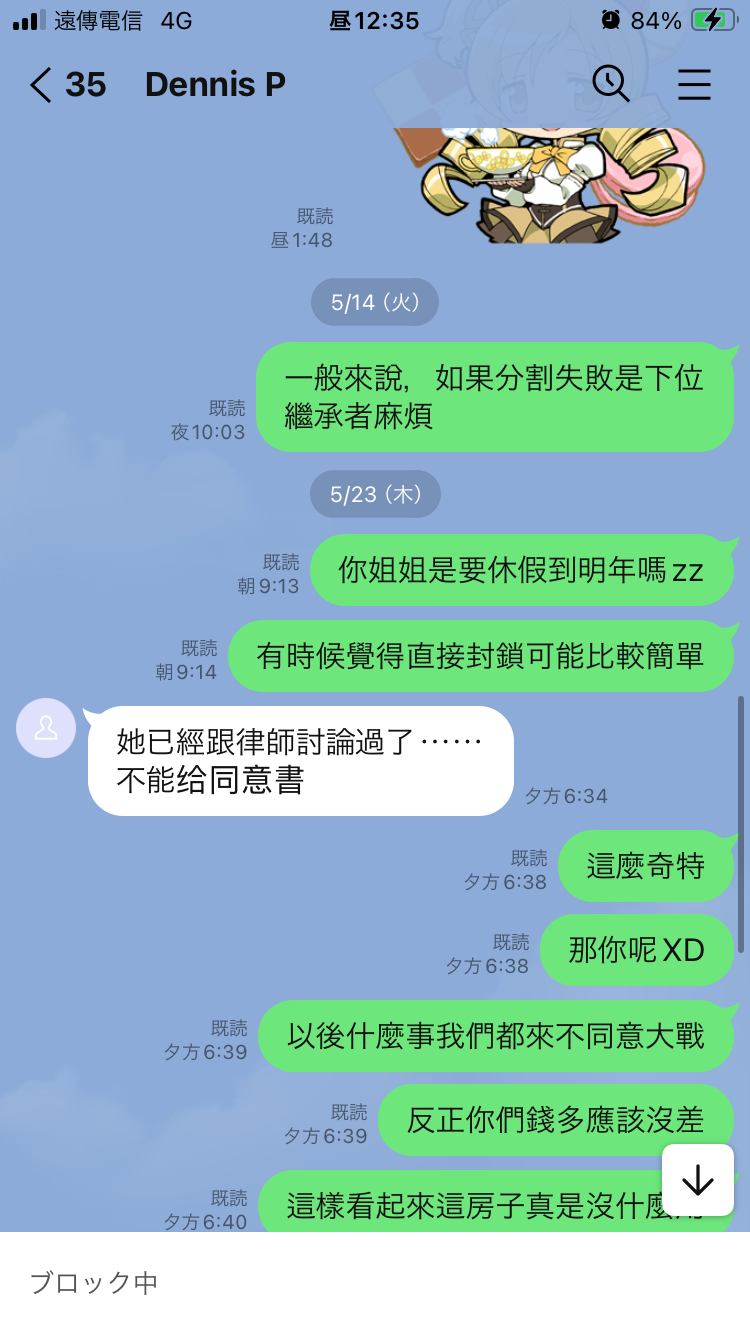 遠傳電信 4G 昼12:35 84%
35 Dennis P
既読
昼1:48
5/14 (火)
一般來說，如果分割失敗是下位
繼承者麻煩
既読
夜10:03
5/23 (木)
你姐姐是要休假到明年嗎zz
既読
朝9:13
有時候覺得直接封鎖可能比較簡單
既読
朝9:14
她已經跟律師討論過了⋯⋯
不能给同意書
夕方6:34
這麼奇特
既読
夕方6:38
那你呢XD
既読
夕方6:38
以後什麼事我們都來不同意大戰
既読
夕方6:39
反正你們錢多應該沒差
既読
夕方6:39
這樣看起來這房子真是沒什麼
既読
夕方6:40
ブロック中